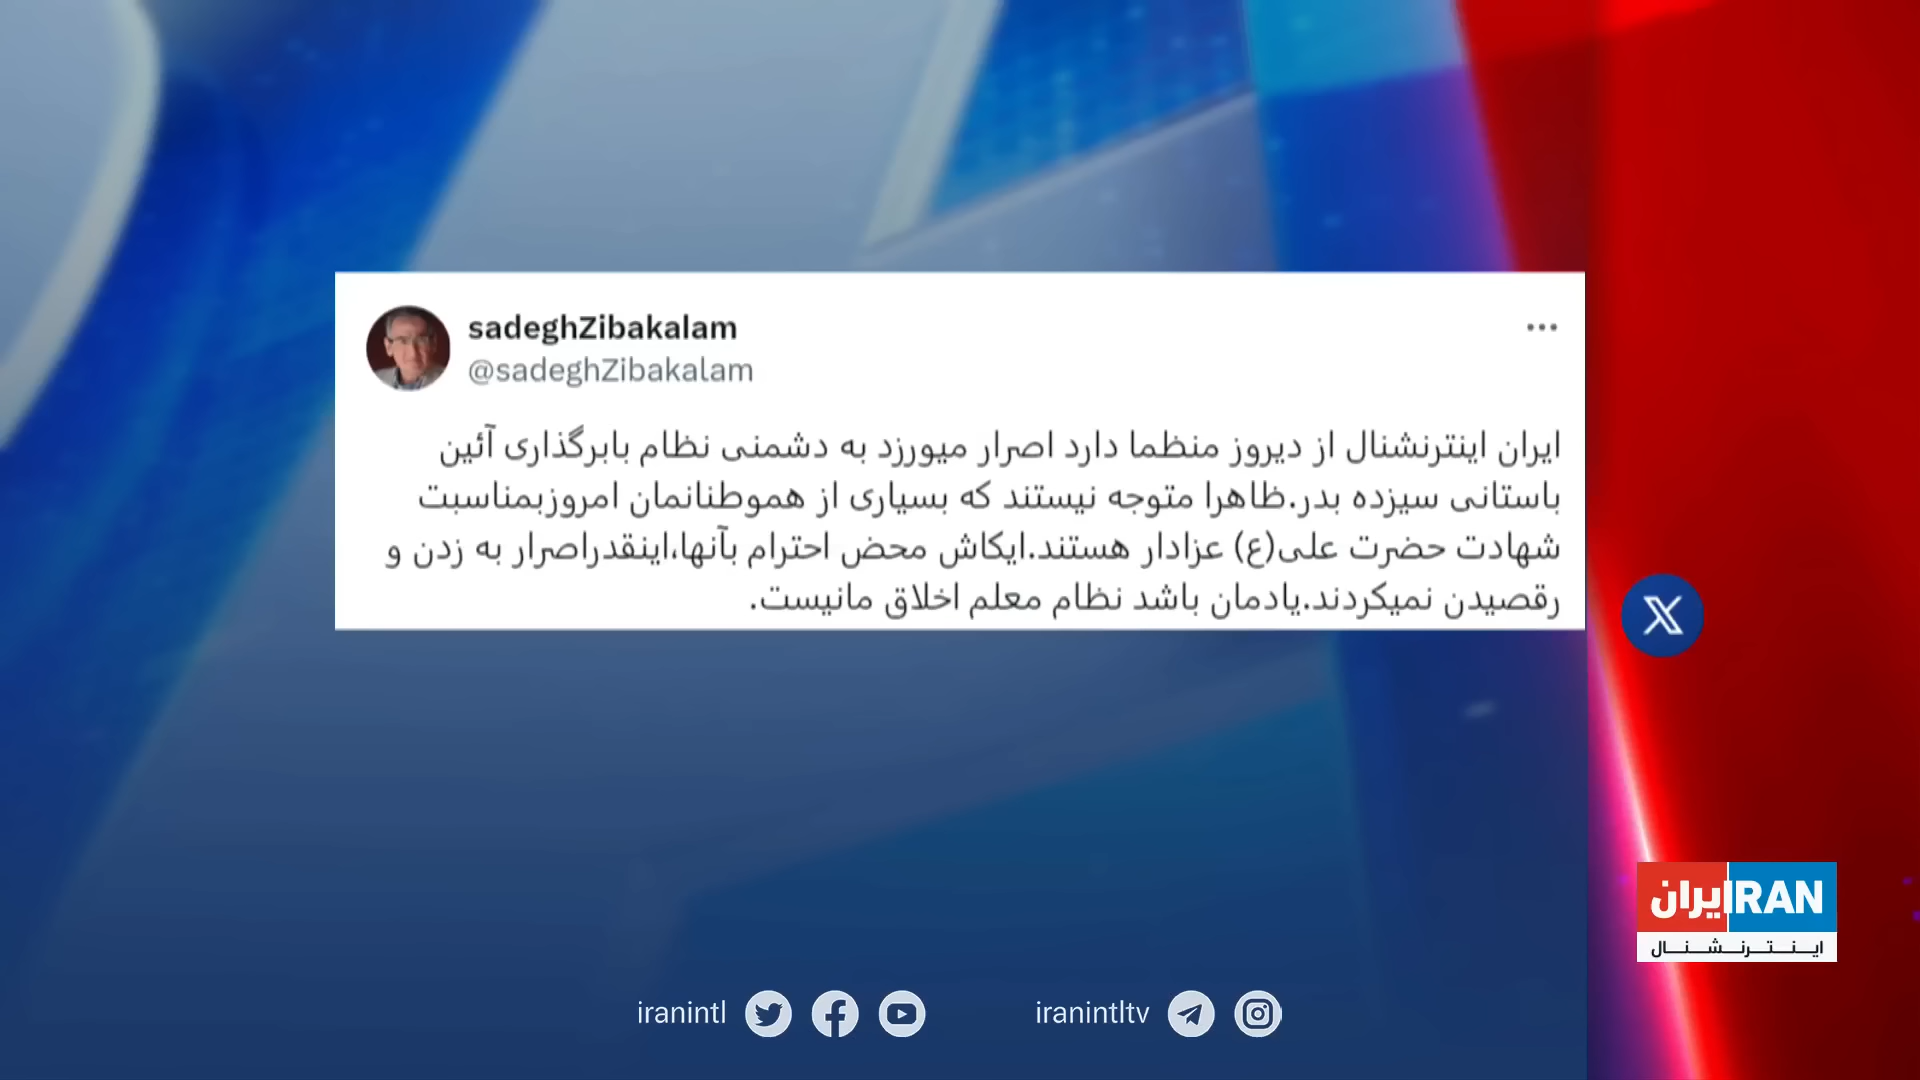 sadeghZibakalam
@sadeghZibakalam
ایران اینترنشنال از دیروز منظما دارد اصرار میورزد به دشمنی نظام بابرگذاری آئین
باستانی سیزده بدر.ظاهرا متوجه نیستند که بسیاری از هموطنانمان امروزبمناسبت
شهادت حضرت علی(ع) عزادار هستند.ایکاش محض احترام بآنها،اینقدراصرار به زدن و
رقصیدن نمیکردند.یادمان باشد نظام معلم اخلاق مانیست.
ایران IRAN
اینترنشنال
iranintl
iranintltv